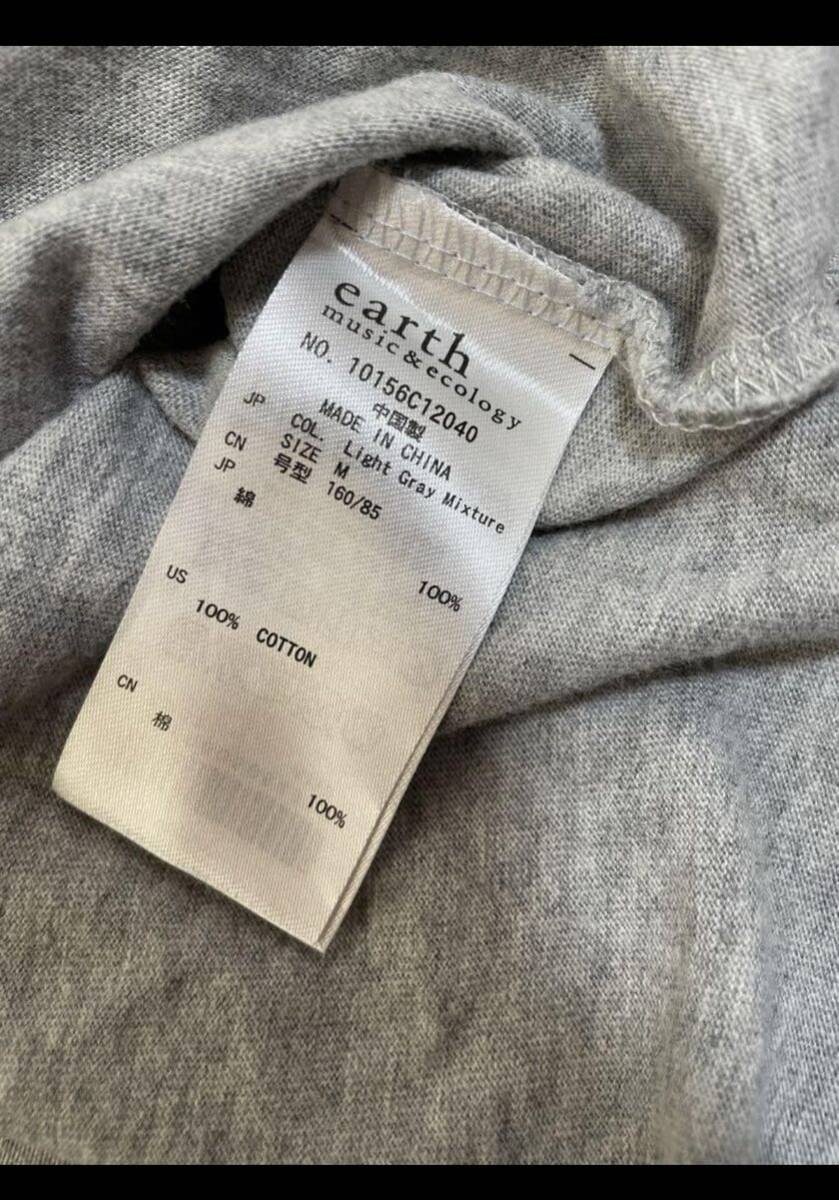 earth
music&ecology
NO. 10156C12040
中国製
MADE IN CHINA
COL. Light Gray Mixture
JP SIZE M
CN 号型 160/85
JP
綿 100%
US
100% COTTON
CN
棉 100%